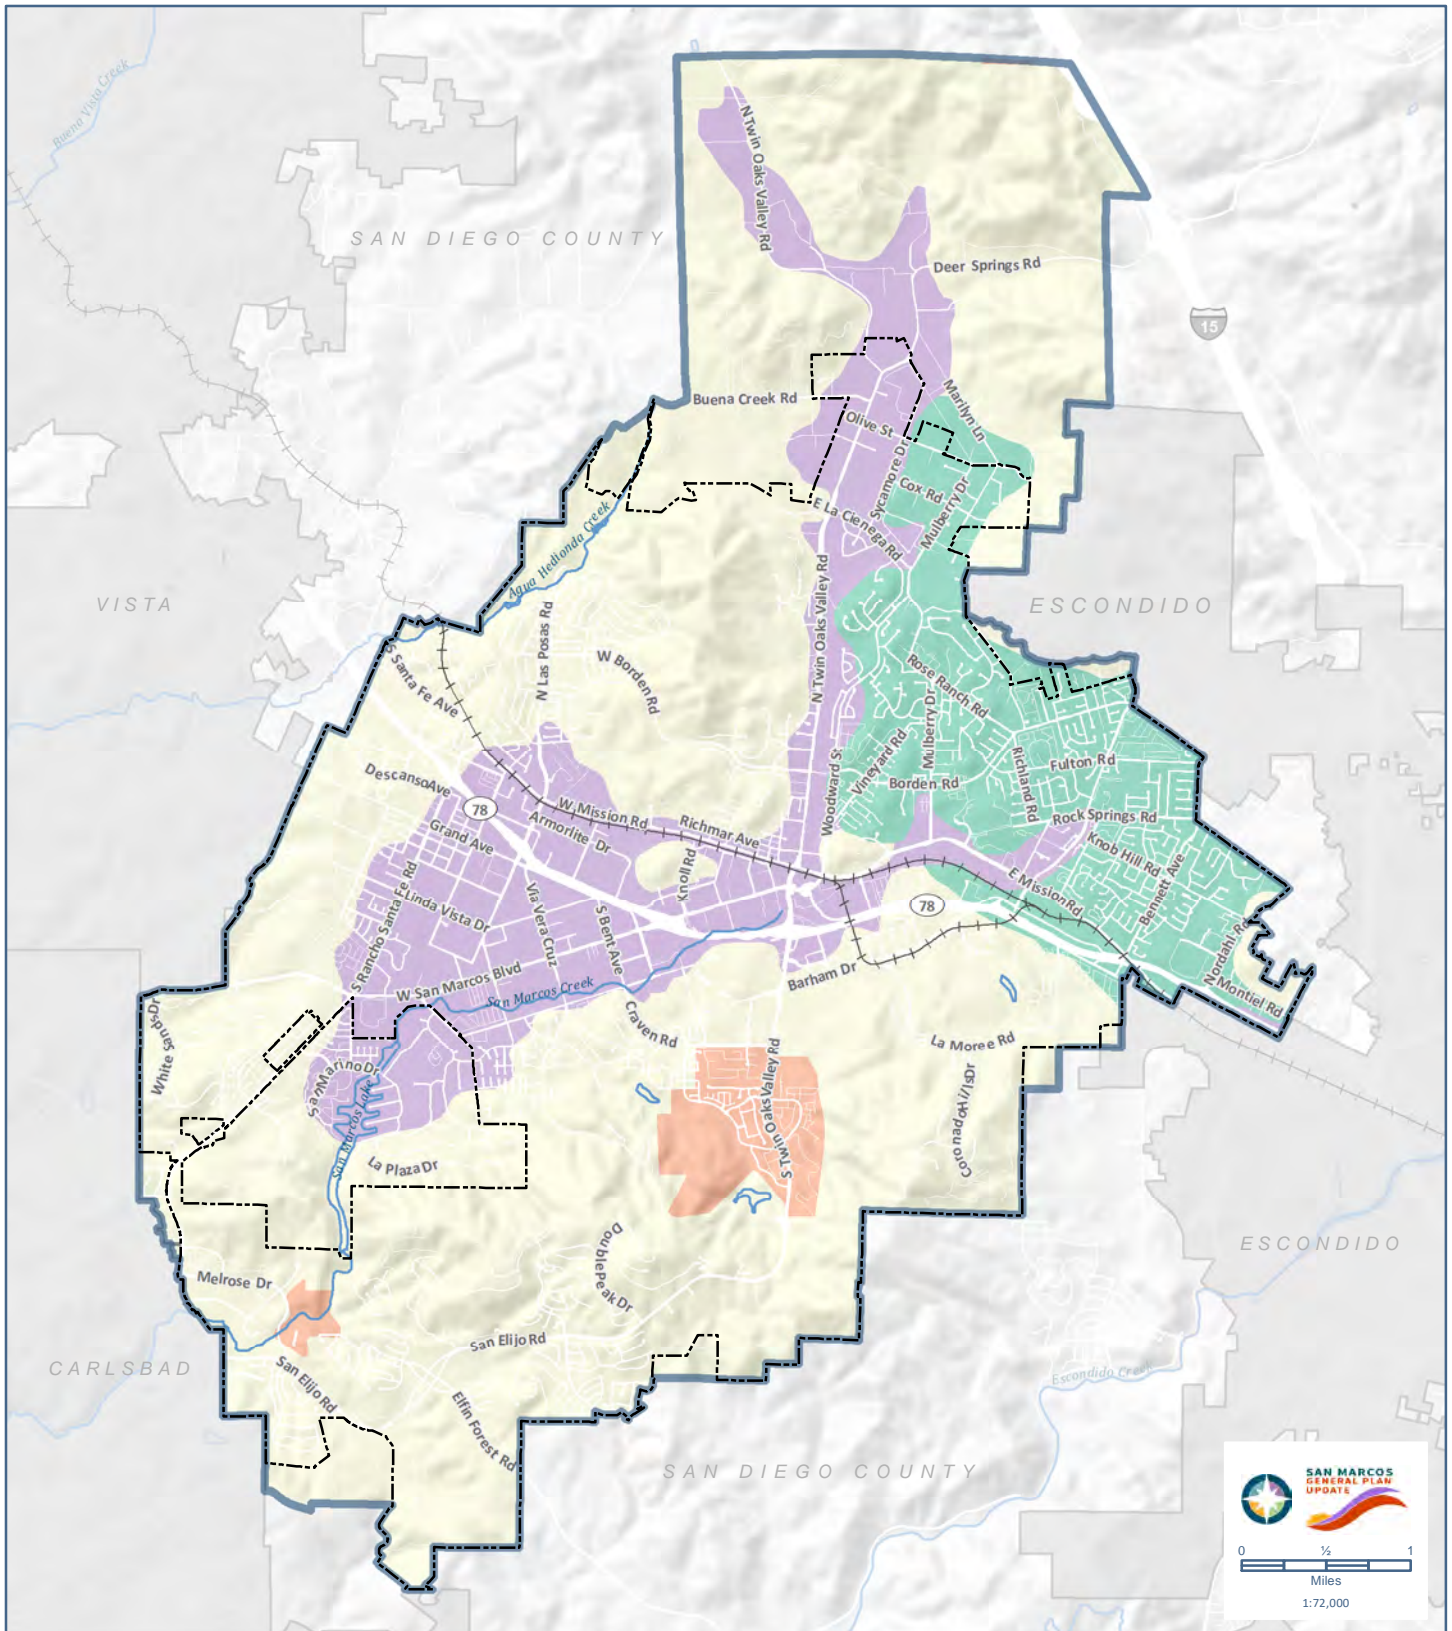 Buena Vista Creek
N Twin Oaks Valley Rd
SAN DIEGO COUNTY
Deer Springs Rd
15
Buena Creek Rd
Marilyn Ln
Olive St
Sycamore Dr
Cox Rd
Mulberry Dr
E La Cienega Rd
Agua Hedionda Creek
VISTA
ESCONDIDO
N Las Posas Rd
N Twin Oaks Valley Rd
S Santa Fe Ave
W Borden Rd
Rose Ranch Rd
Mulberry Dr
Vineyard Rd
Woodward St
Richland Rd
Fulton Rd
Descanso Ave
Borden Rd
78
W Mission Rd
Richmar Ave
Rock Springs Rd
Armorlite Dr
Grand Ave
Knob Hill Rd
Knoll Rd
Bennett Ave
E Mission Rd
S Rancho Santa Fe Rd
Linda Vista Dr
Via Vera Cruz
S Bent Ave
78
Nordahl Rd
W San Marcos Blvd
San Marcos Creek
Barham Dr
Montiel Rd
White Sands Dr
Craven Rd
La Moree Rd
San Marino Dr
S Twin Oaks Valley Rd
Coronado Hills Dr
San Marcos Lake
La Plaza Dr
Double Peak Dr
ESCONDIDO
Melrose Dr
San Elijo Rd
CARLSBAD
San Elijo Rd
Escondido Creek
Elfin Forest Rd
SAN DIEGO COUNTY
SAN MARCOS
GENERAL PLAN
UPDATE
0 ½ 1
Miles
1:72,000